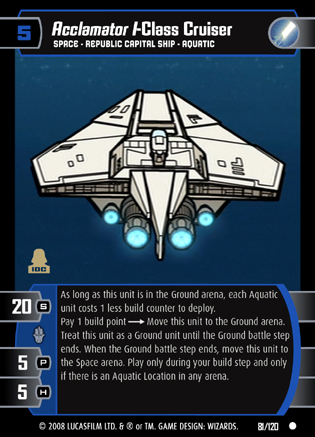 5
Acclamator I-Class Cruiser
SPACE - REPUBLIC CAPITAL SHIP - AQUATIC
IDC
20 S
5 P
5 H
As long as this unit is in the Ground arena, each Aquatic
unit costs 1 less build counter to deploy.
Pay 1 build point → Move this unit to the Ground arena.
Treat this unit as a Ground unit until the Ground battle step
ends. When the Ground battle step ends, move this unit to
the Space arena. Play only during your build step and only
if there is an Aquatic Location in any arena.
© 2008 LUCASFILM LTD. & ® or TM. GAME DESIGN: WIZARDS.
81/120